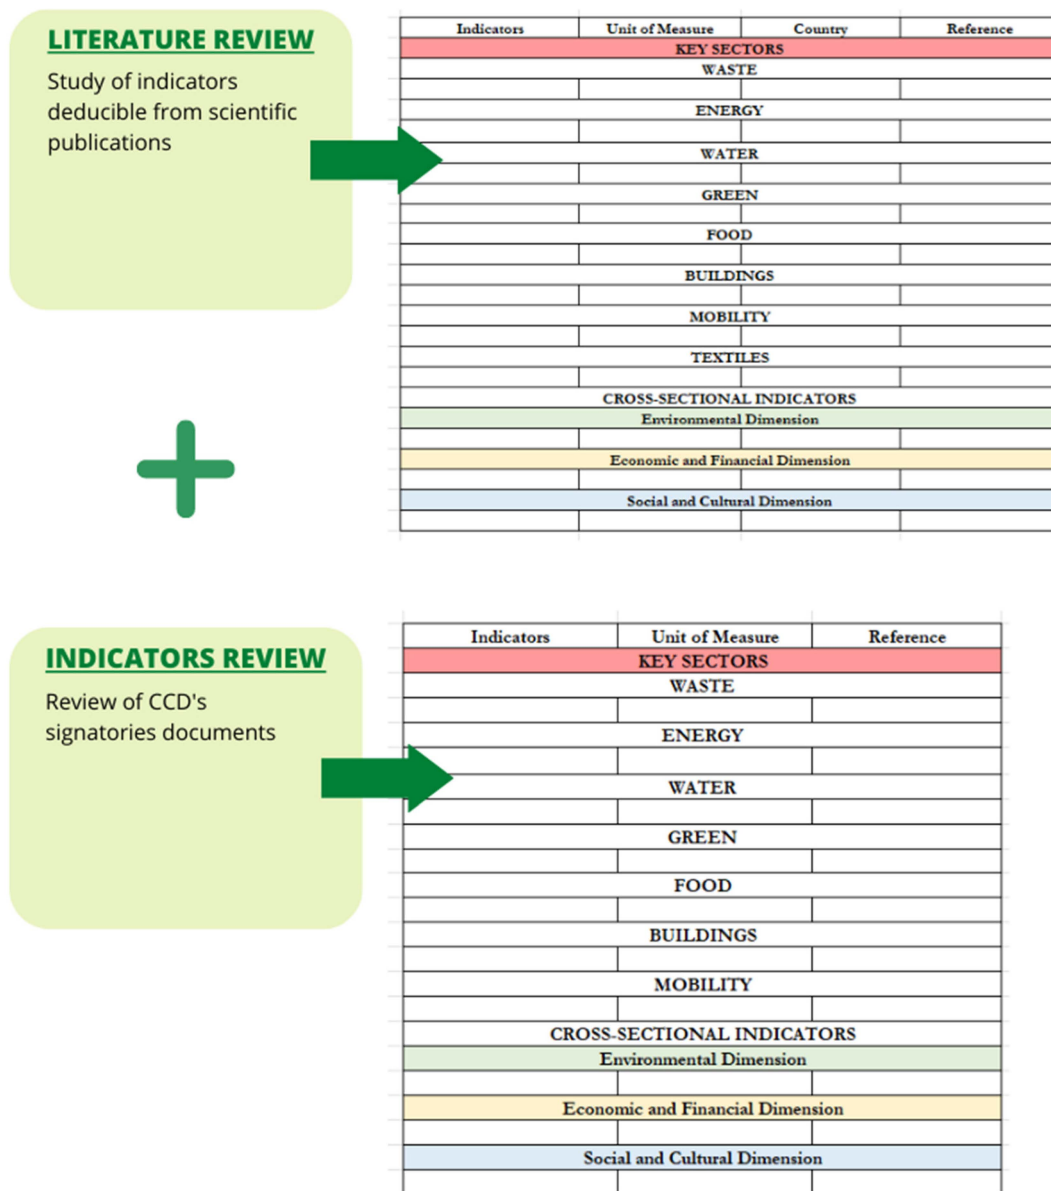 LITERATURE REVIEW
Study of indicators
deducible from scientific
publications
Indicators Unit of Measure Country Reference
KEY SECTORS
WASTE
ENERGY
WATER
GREEN
FOOD
BUILDINGS
MOBILITY
TEXTILES
CROSS-SECTIONAL INDICATORS
Environmental Dimension
Economic and Financial Dimension
Social and Cultural Dimension
INDICATORS REVIEW
Review of CCD's
signatories documents
Indicators Unit of Measure Reference
KEY SECTORS
WASTE
ENERGY
WATER
GREEN
FOOD
BUILDINGS
MOBILITY
CROSS-SECTIONAL INDICATORS
Environmental Dimension
Economic and Financial Dimension
Social and Cultural Dimension